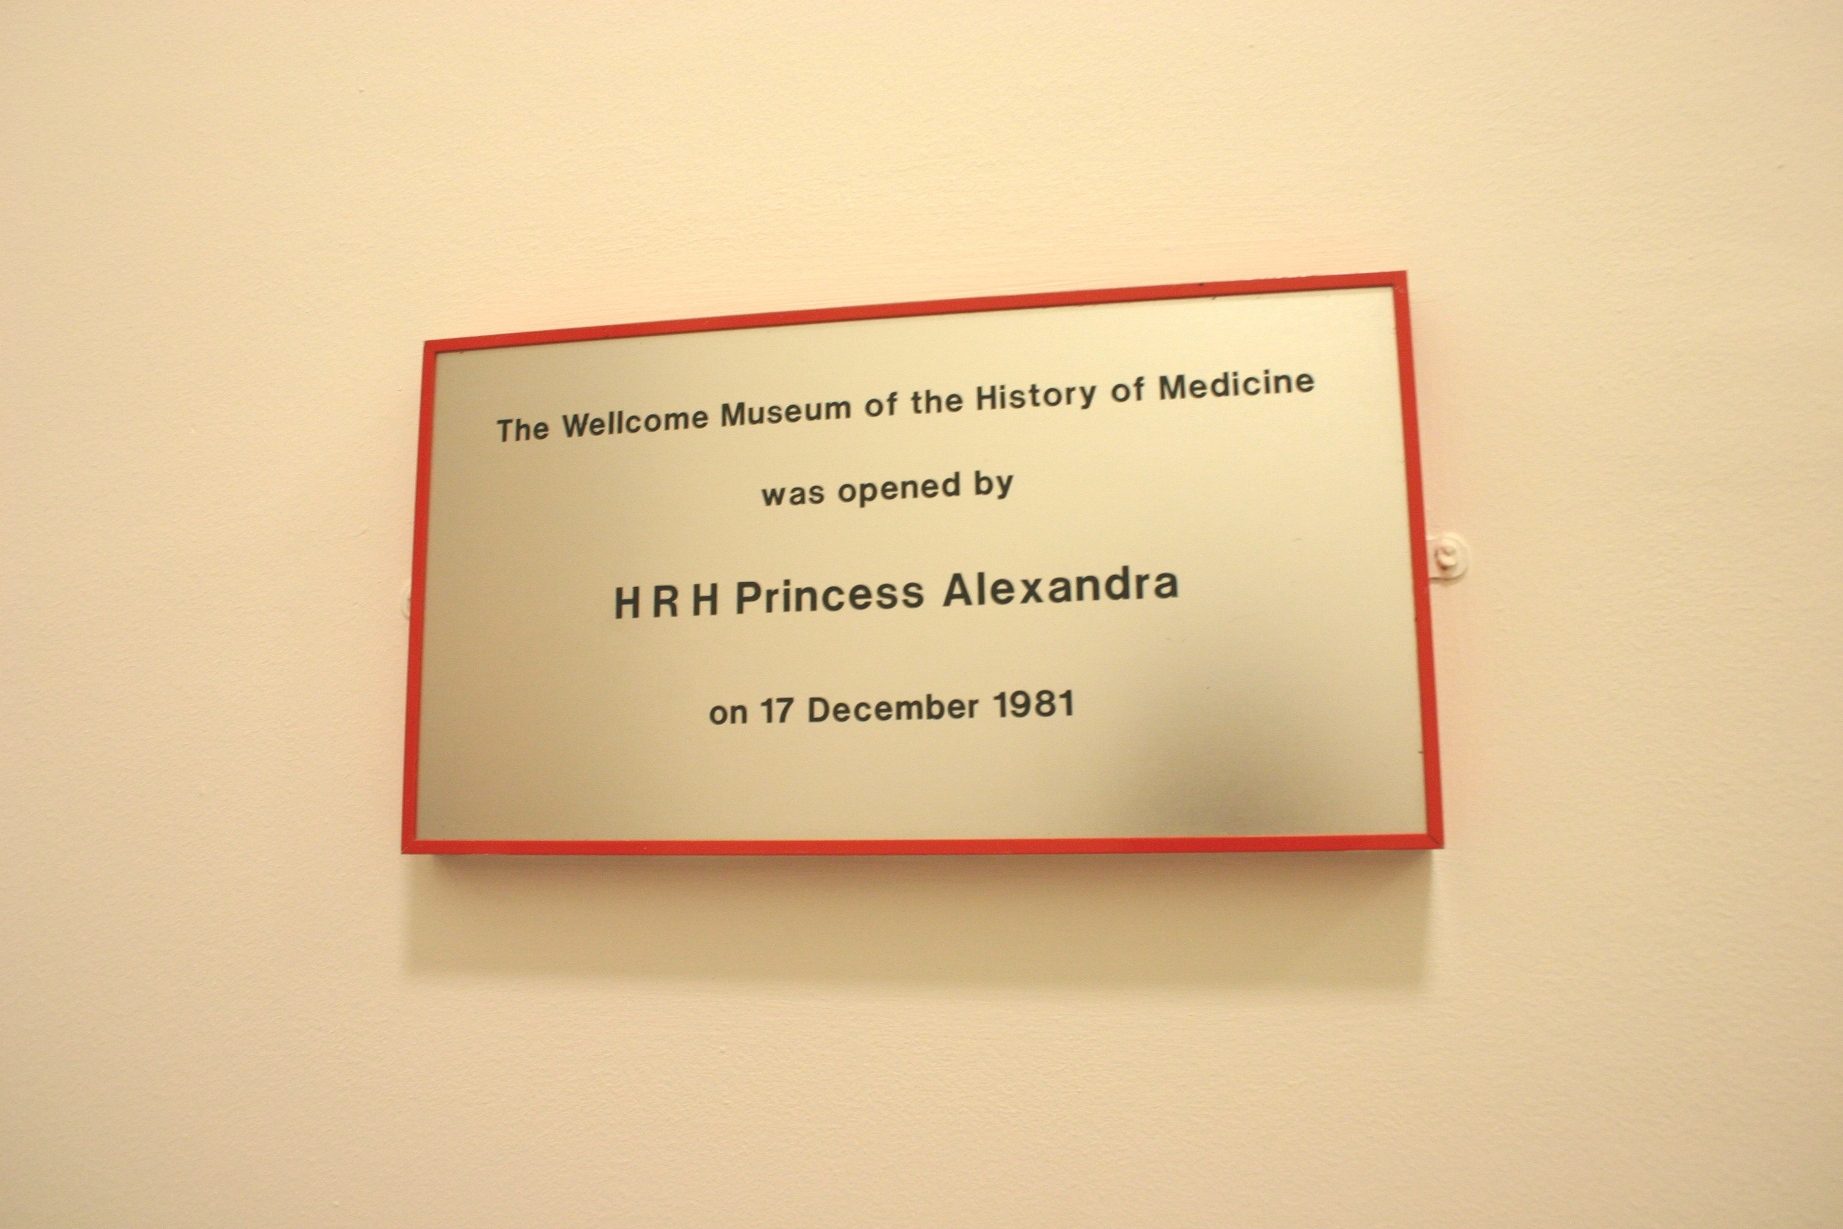 The Wellcome Museum of the History of Medicine
was opened by
H R H Princess Alexandra
on 17 December 1981